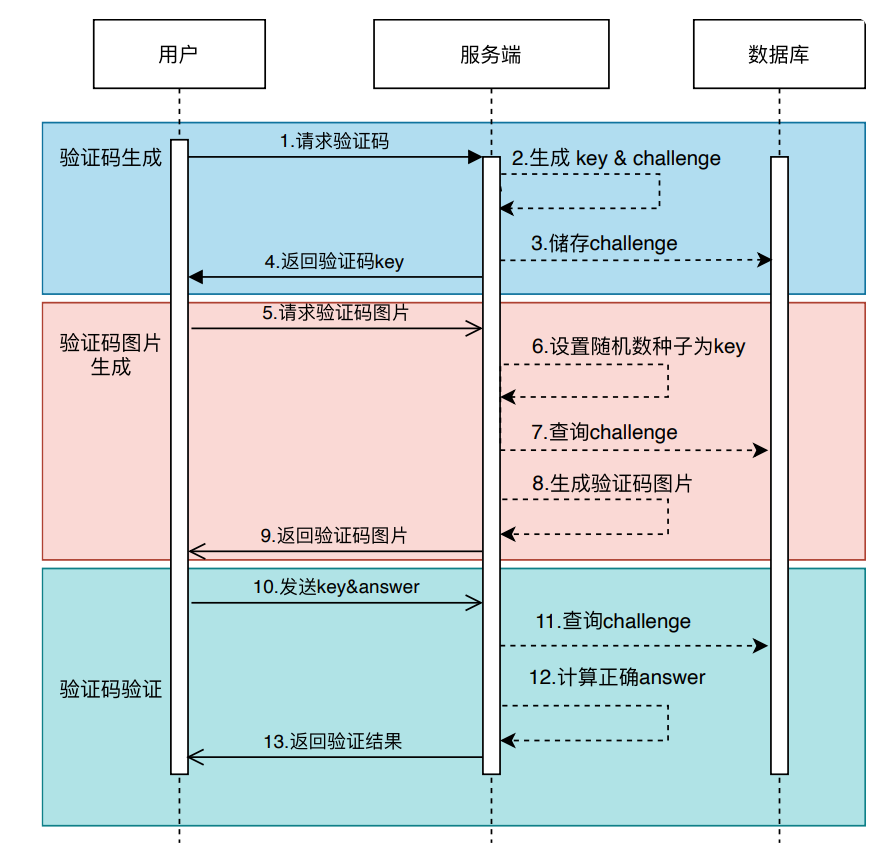 用户
服务端
数据库
验证码生成
1.请求验证码
2.生成 key & challenge
3.储存challenge
4.返回验证码key
5.请求验证码图片
验证码图片
生成
6.设置随机数种子为key
7.查询challenge
8.生成验证码图片
9.返回验证码图片
10.发送key&answer
11.查询challenge
12.计算正确answer
验证码验证
13.返回验证结果